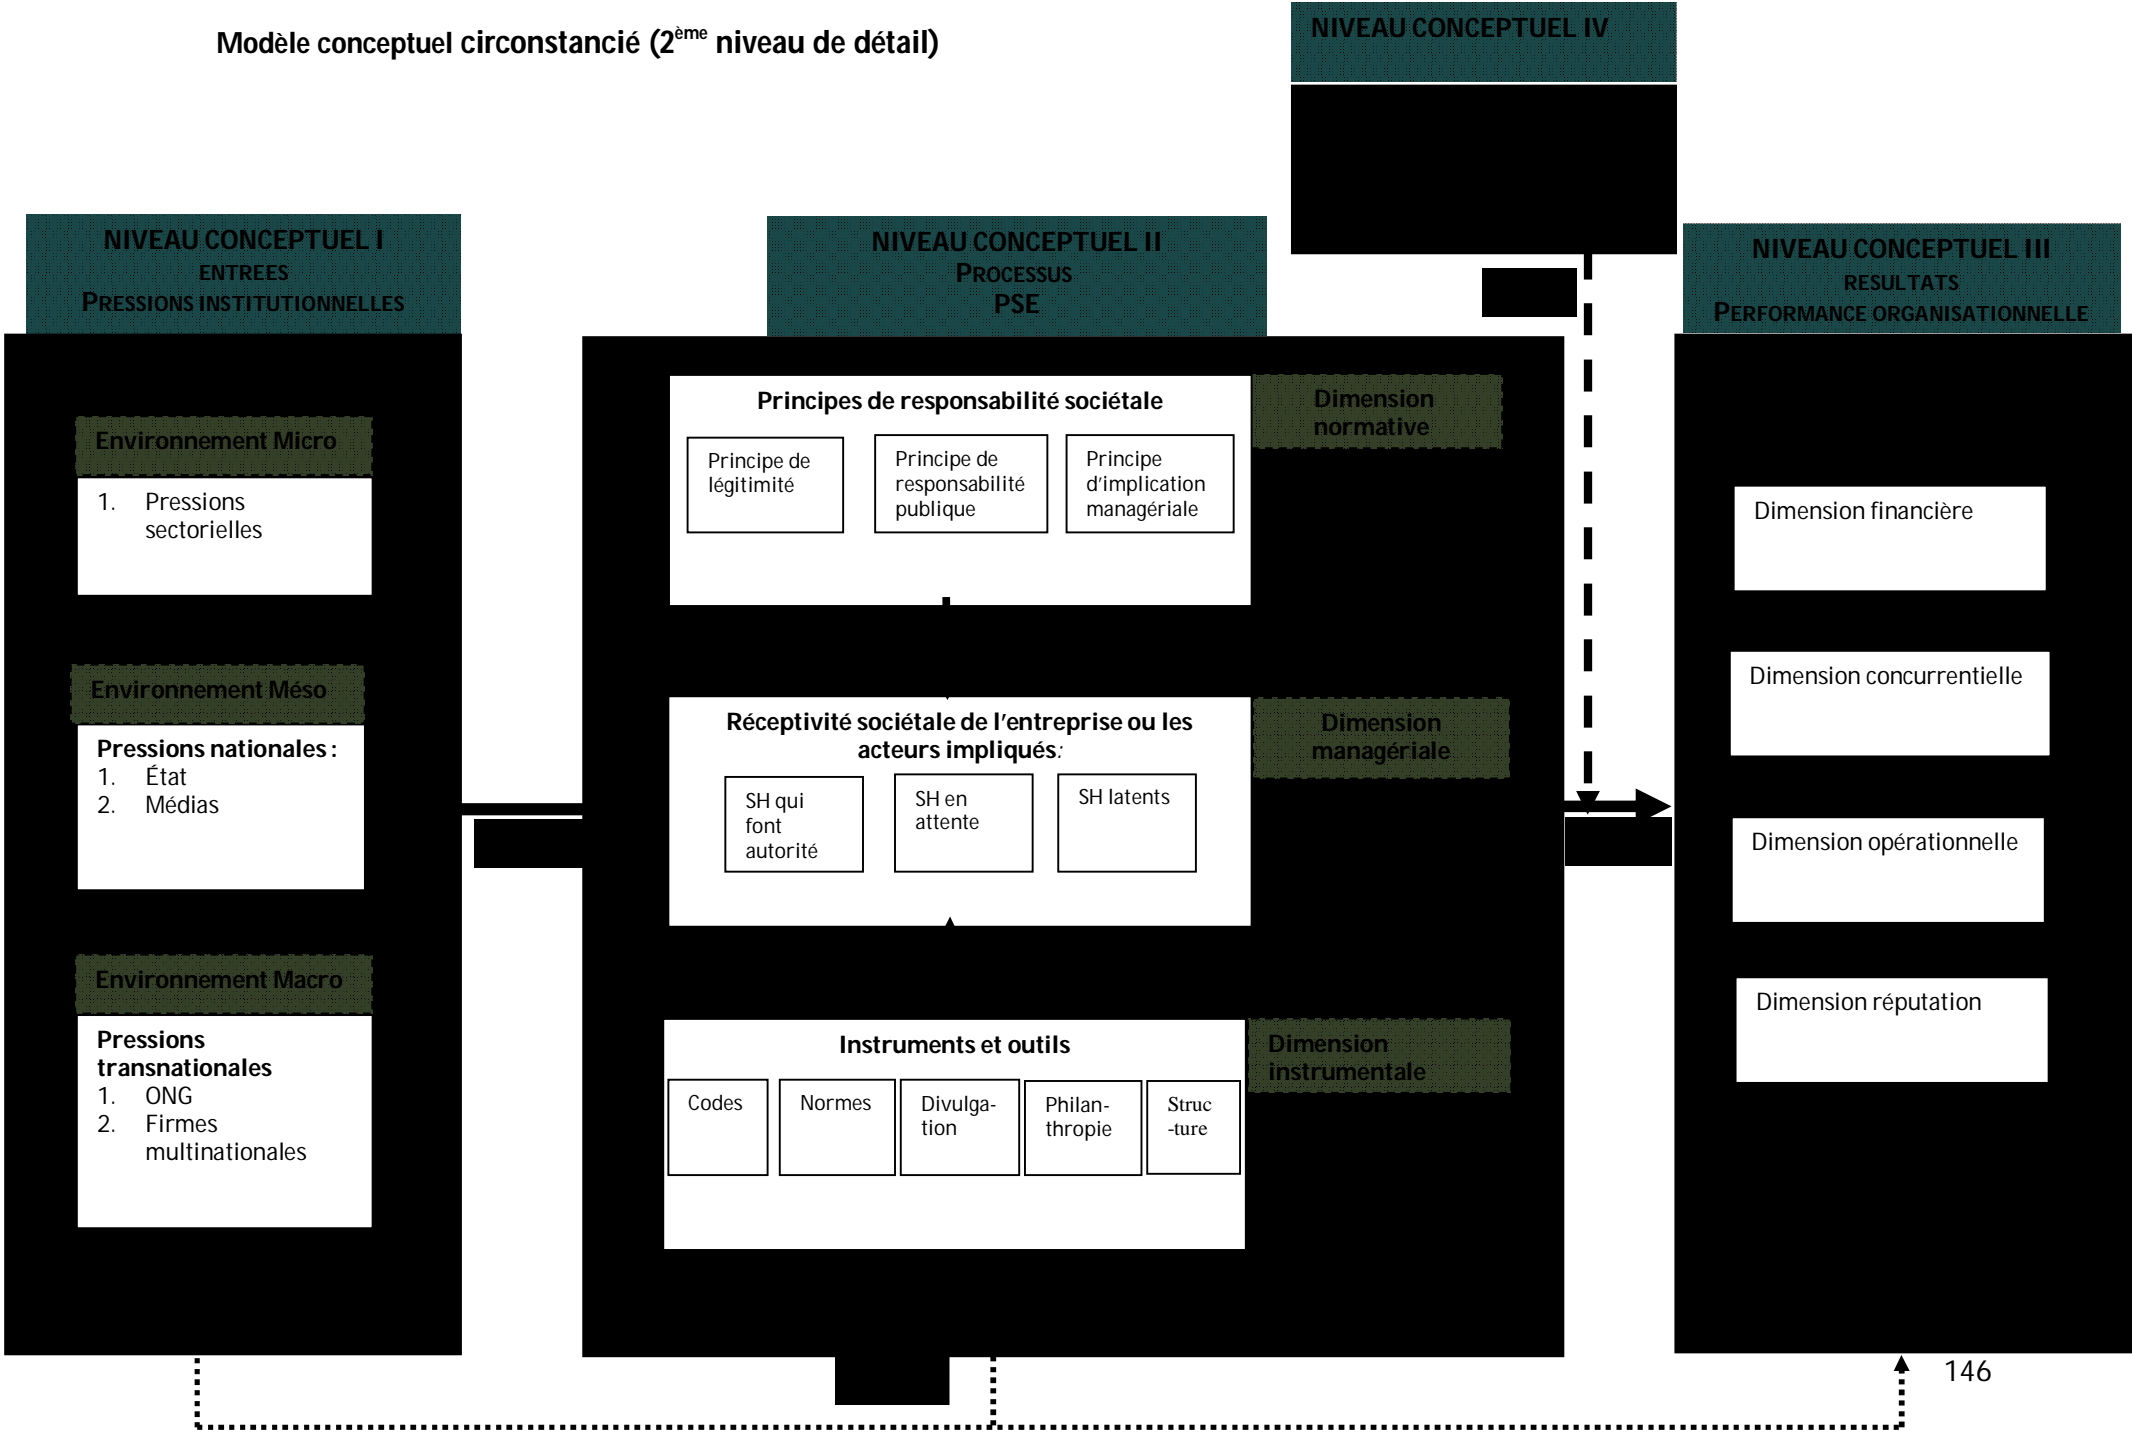 Modèle conceptuel circonstancié (2ème niveau de détail)
NIVEAU CONCEPTUEL IV
NIVEAU CONCEPTUEL I
ENTREES
PRESSIONS INSTITUTIONNELLES
Environnement Micro
1. Pressions
sectorielles
Environnement Méso
Pressions nationales :
1. État
2. Médias
Environnement Macro
Pressions
transnationales
1. ONG
2. Firmes
multinationales
NIVEAU CONCEPTUEL II
PROCESSUS
PSE
Principes de responsabilité sociétale
Principe de
légitimité
Principe de
responsabilité
publique
Principe
d'implication
managériale
Dimension
normative
Réceptivité sociétale de l'entreprise ou les
acteurs impliqués:
SH qui
font
autorité
SH en
attente
SH latents
Dimension
managériale
Instruments et outils
Codes
Normes
Divulga-
tion
Philan-
thropie
Struc
-ture
Dimension
instrumentale
NIVEAU CONCEPTUEL III
RESULTATS
PERFORMANCE ORGANISATIONNELLE
Dimension financière
Dimension concurrentielle
Dimension opérationnelle
Dimension réputation
146